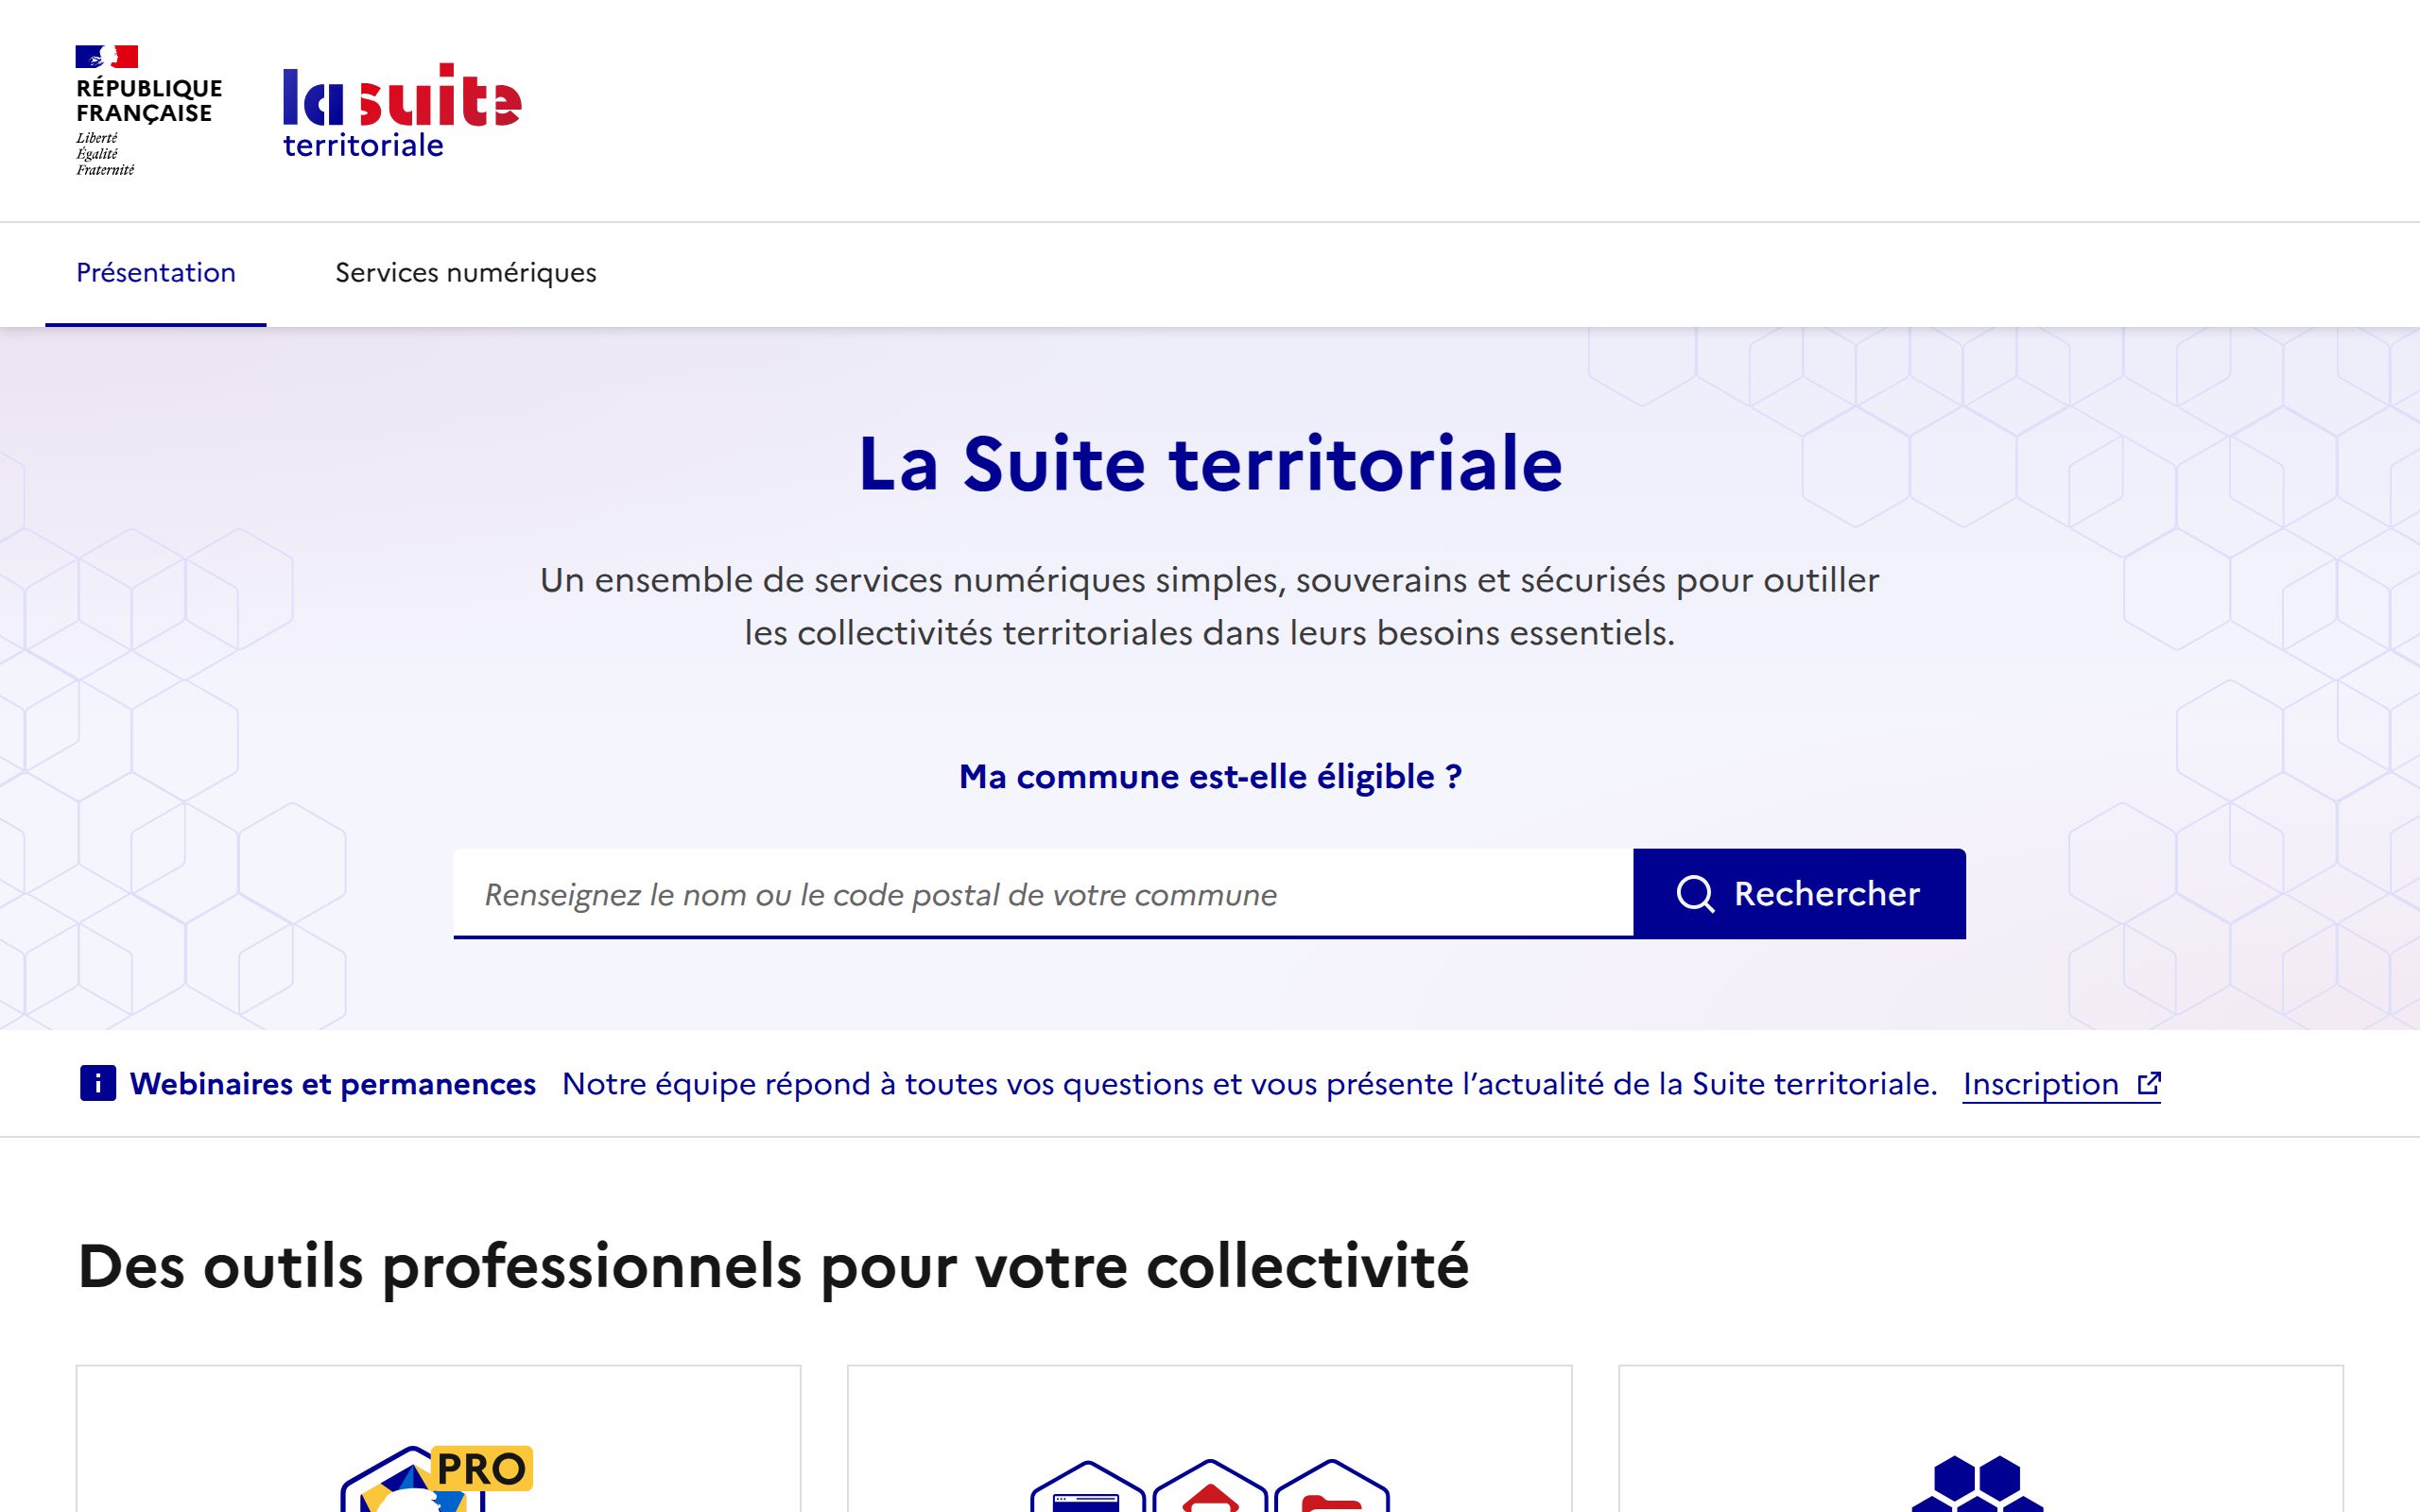 RÉPUBLIQUE
FRANÇAISE
Liberté
Égalité
Fraternité
la suite
territoriale
Présentation
Services numériques
La Suite territoriale
Un ensemble de services numériques simples, souverains et sécurisés pour outiller
les collectivités territoriales dans leurs besoins essentiels.
Ma commune est-elle éligible ?
Renseignez le nom ou le code postal de votre commune
Rechercher
Webinaires et permanences Notre équipe répond à toutes vos questions et vous présente l’actualité de la Suite territoriale. Inscription
Des outils professionnels pour votre collectivité
PRO